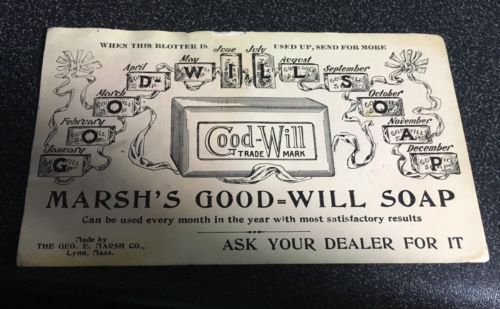 WHEN THIS BLOTTER IS USED UP, SEND FOR MORE
January
February
March
April
May
June
July
August
September
October
November
December
G O O D - W I L L S O A P
Good-Will
TRADE MARK
MARSH'S GOOD=WILL SOAP
Can be used every month in the year with most satisfactory results
Made by
THE GEO. E. MARSH CO.,
Lynn, Mass.
ASK YOUR DEALER FOR IT